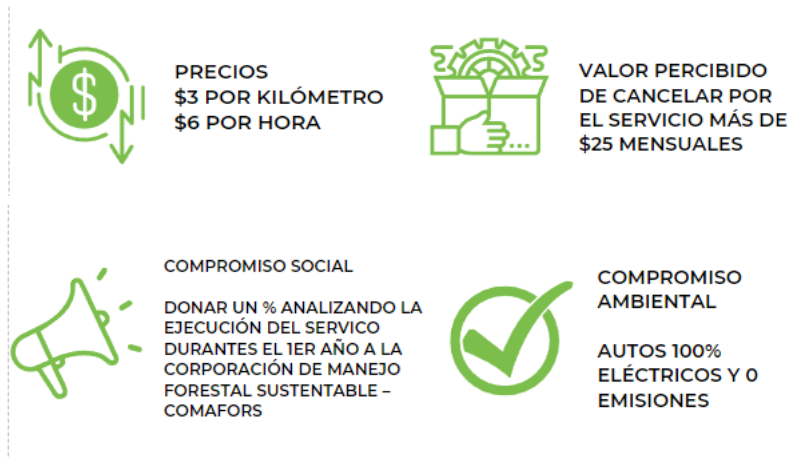 PRECIOS
$3 POR KILÓMETRO
$6 POR HORA
VALOR PERCIBIDO
DE CANCELAR POR
EL SERVICIO MÁS DE
$25 MENSUALES
COMPROMISO SOCIAL
DONAR UN % ANALIZANDO LA
EJECUCIÓN DEL SERVICO
DURANTES EL 1ER AÑO A LA
CORPORACIÓN DE MANEJO
FORESTAL SUSTENTABLE –
COMAFORS
COMPROMISO
AMBIENTAL
AUTOS 100%
ELÉCTRICOS Y 0
EMISIONES